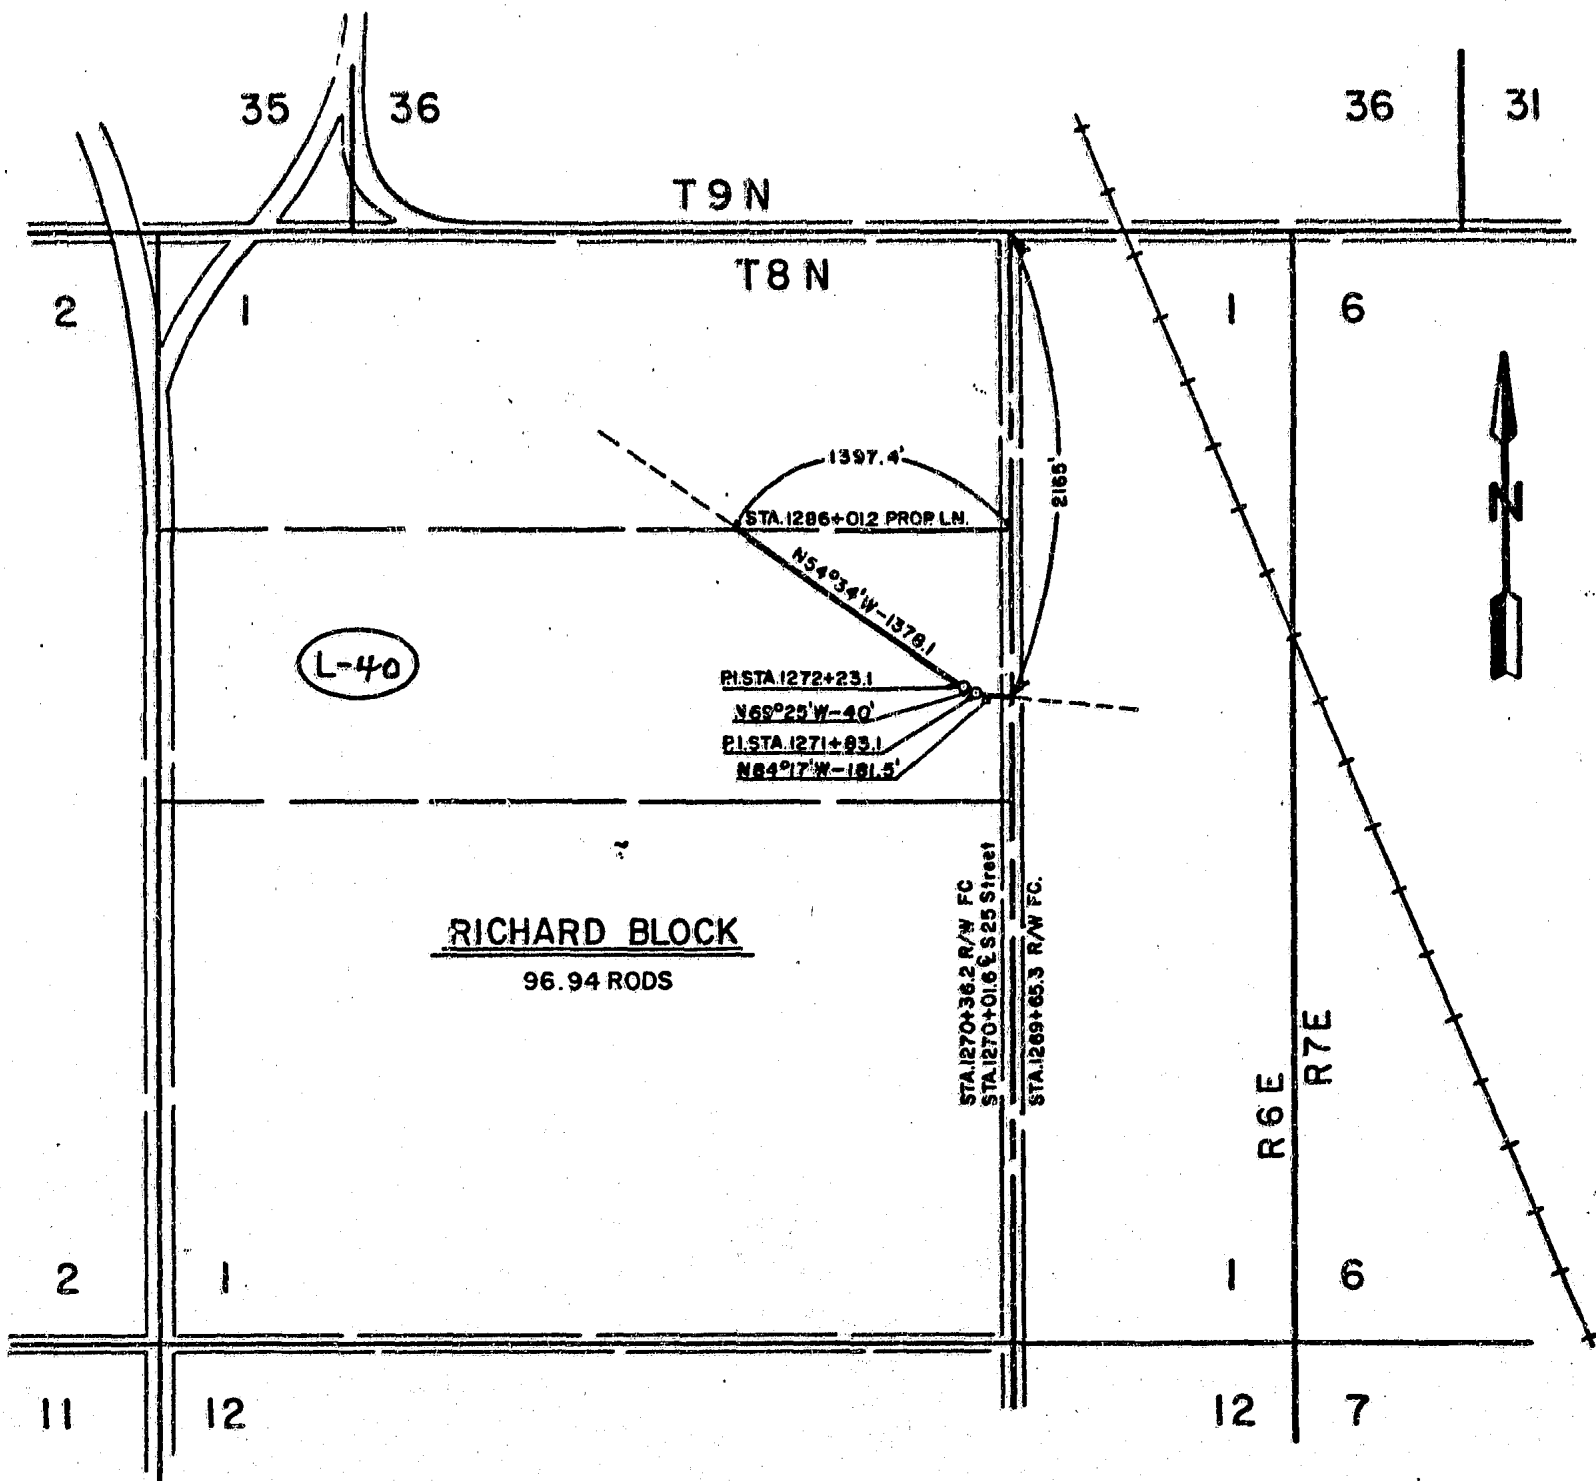 35
36
36
31
T9N
T8N
2
1
1
6
1397.4'
2165'
STA.1286+01.2 PROP. LN.
N54°34'W-1378.1
N
L-40
P.I.STA.1272+23.1
N69°25'W-40'
P.I.STA.1271+83.1
N84°17'W-181.5'
STA.1270+36.2 R/W FC
STA.1270+01.6 ℄ S25 Street
STA.1269+65.3 R/W FC.
RICHARD BLOCK
96.94 RODS
R6E
R7E
2
1
1
6
11
12
12
7